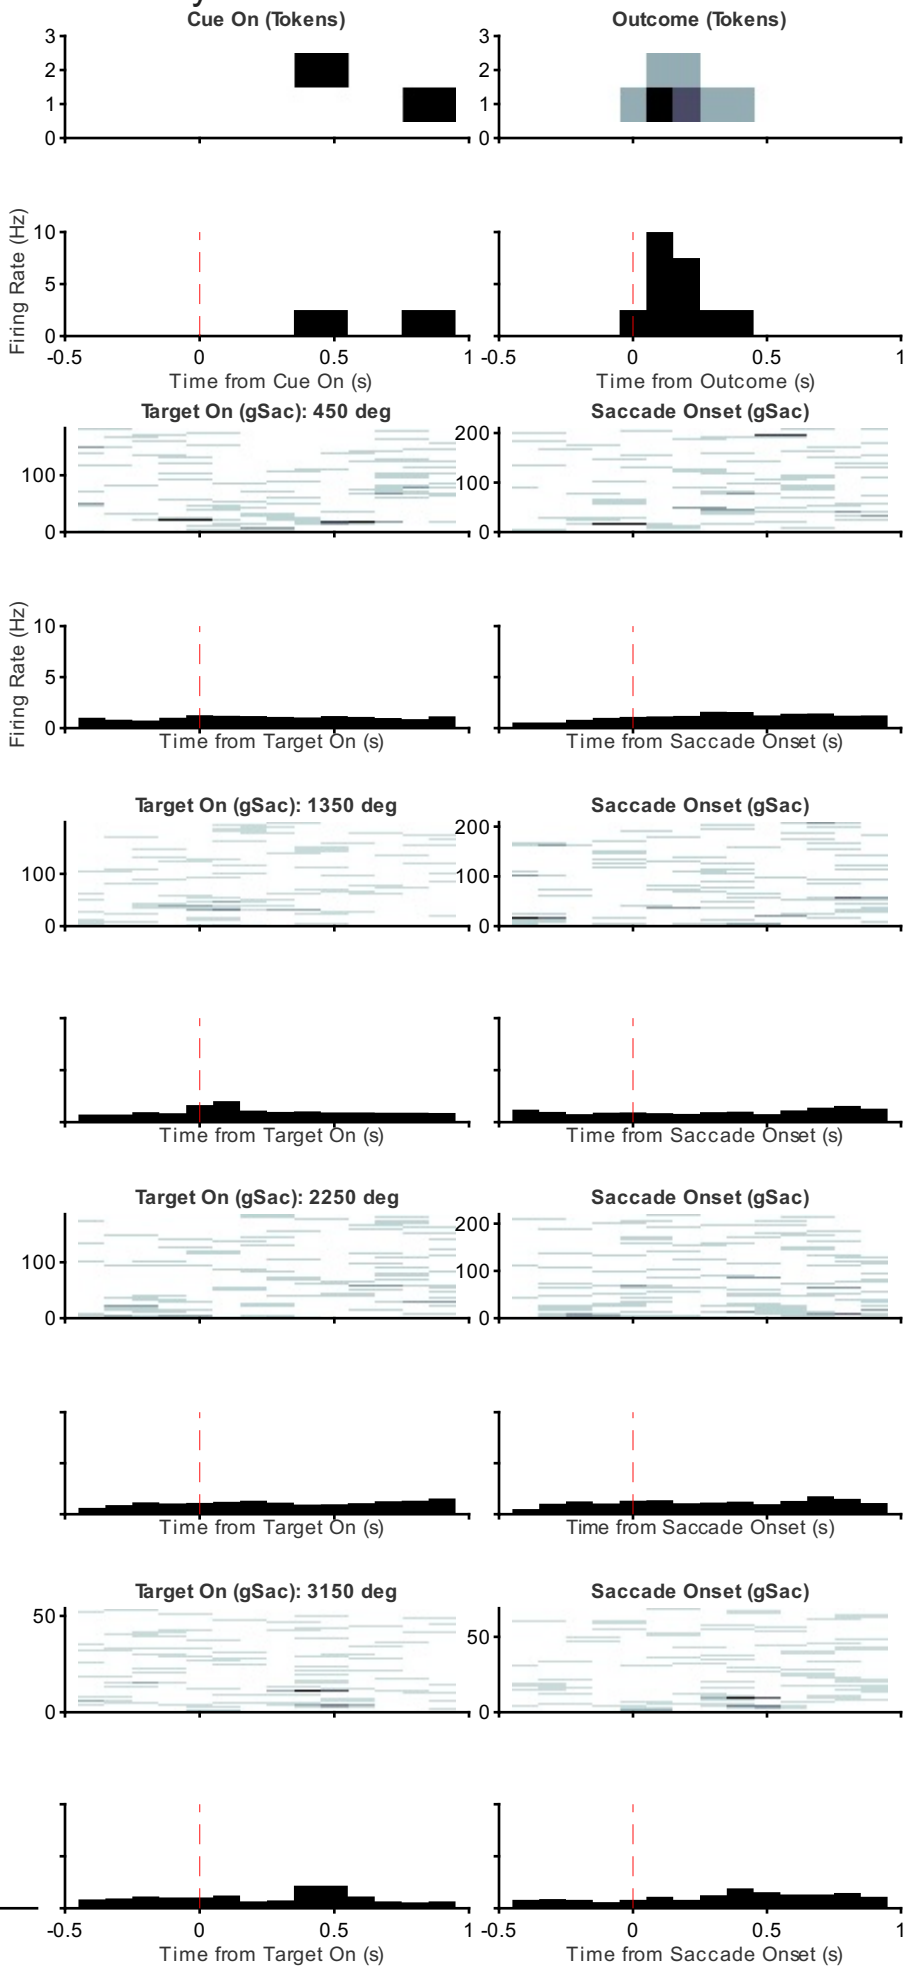 Cue On (Tokens)
Outcome (Tokens)
3
2
1
0
3
2
1
0
Firing Rate (Hz)
10
5
0
-0.5 0 0.5 1
-0.5 0 0.5 1
Time from Cue On (s)
Time from Outcome (s)
Target On (gSac): 450 deg
Saccade Onset (gSac)
100
0
200
100
0
Firing Rate (Hz)
10
5
0
Time from Target On (s)
Time from Saccade Onset (s)
Target On (gSac): 1350 deg
Saccade Onset (gSac)
100
0
200
100
0
Time from Target On (s)
Time from Saccade Onset (s)
Target On (gSac): 2250 deg
Saccade Onset (gSac)
100
0
200
100
0
Time from Target On (s)
Time from Saccade Onset (s)
Target On (gSac): 3150 deg
Saccade Onset (gSac)
50
0
50
0
-0.5 0 0.5 1
-0.5 0 0.5 1
Time from Target On (s)
Time from Saccade Onset (s)